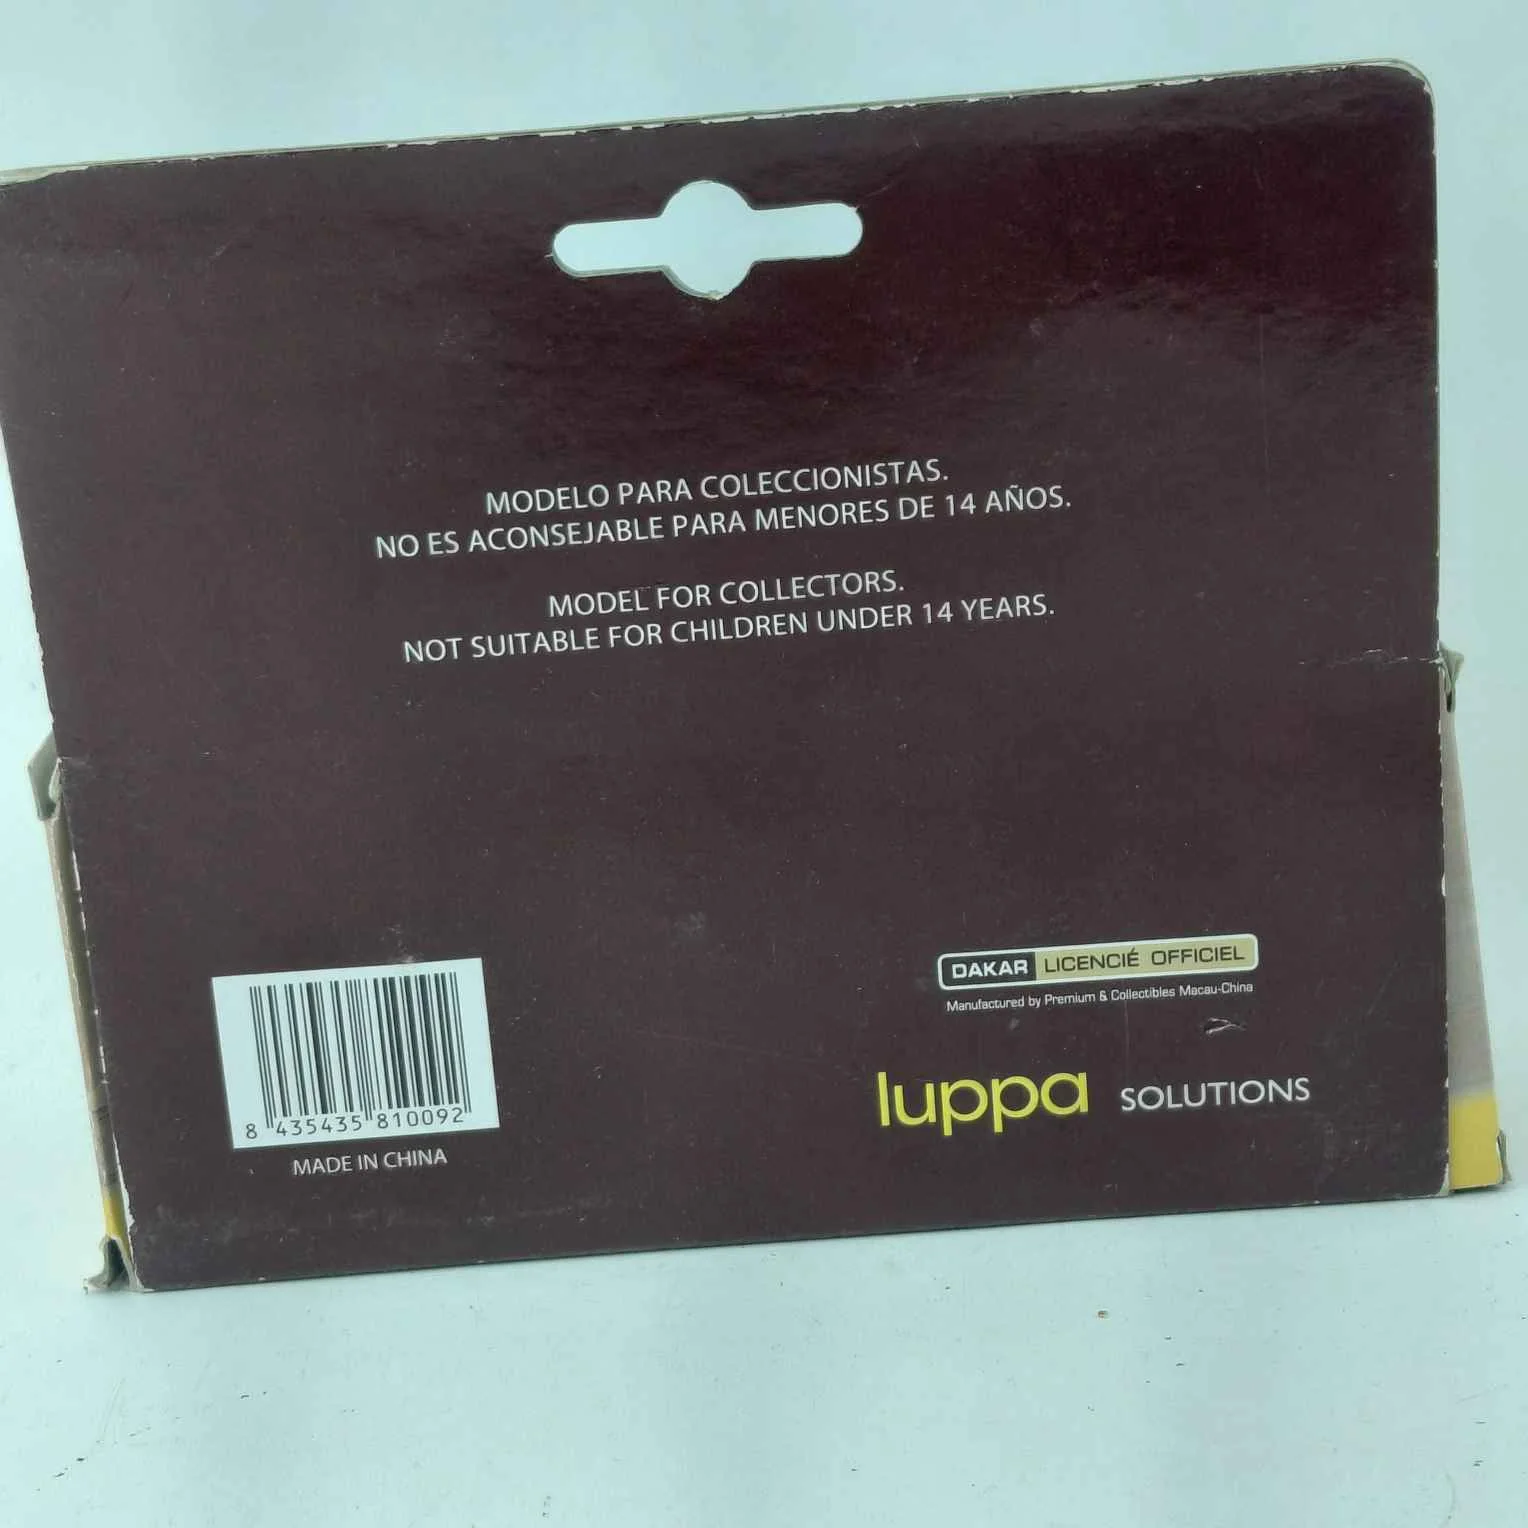 MODELO PARA COLECCIONISTAS.
NO ES ACONSEJABLE PARA MENORES DE 14 AÑOS.
MODEL FOR COLLECTORS.
NOT SUITABLE FOR CHILDREN UNDER 14 YEARS.
DAKAR LICENCIÉ OFFICIEL
Manufactured by Premium & Collectibles Macau-China
luppa SOLUTIONS
8 435435 810092
MADE IN CHINA